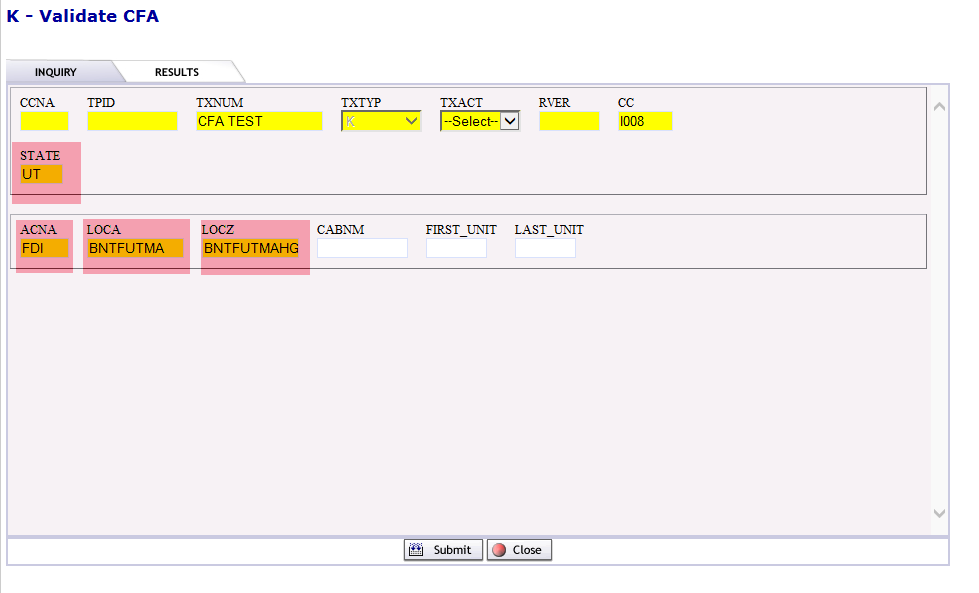 K - Validate CFA
INQUIRY RESULTS
CCNA TPID TXNUM TXTYP TXACT RVER CC
CFA TEST K --Select-- I008
STATE
UT
ACNA LOCA LOCZ CABNM FIRST_UNIT LAST_UNIT
FDI BNTFUTMA BNTFUTMAHG
Submit Close